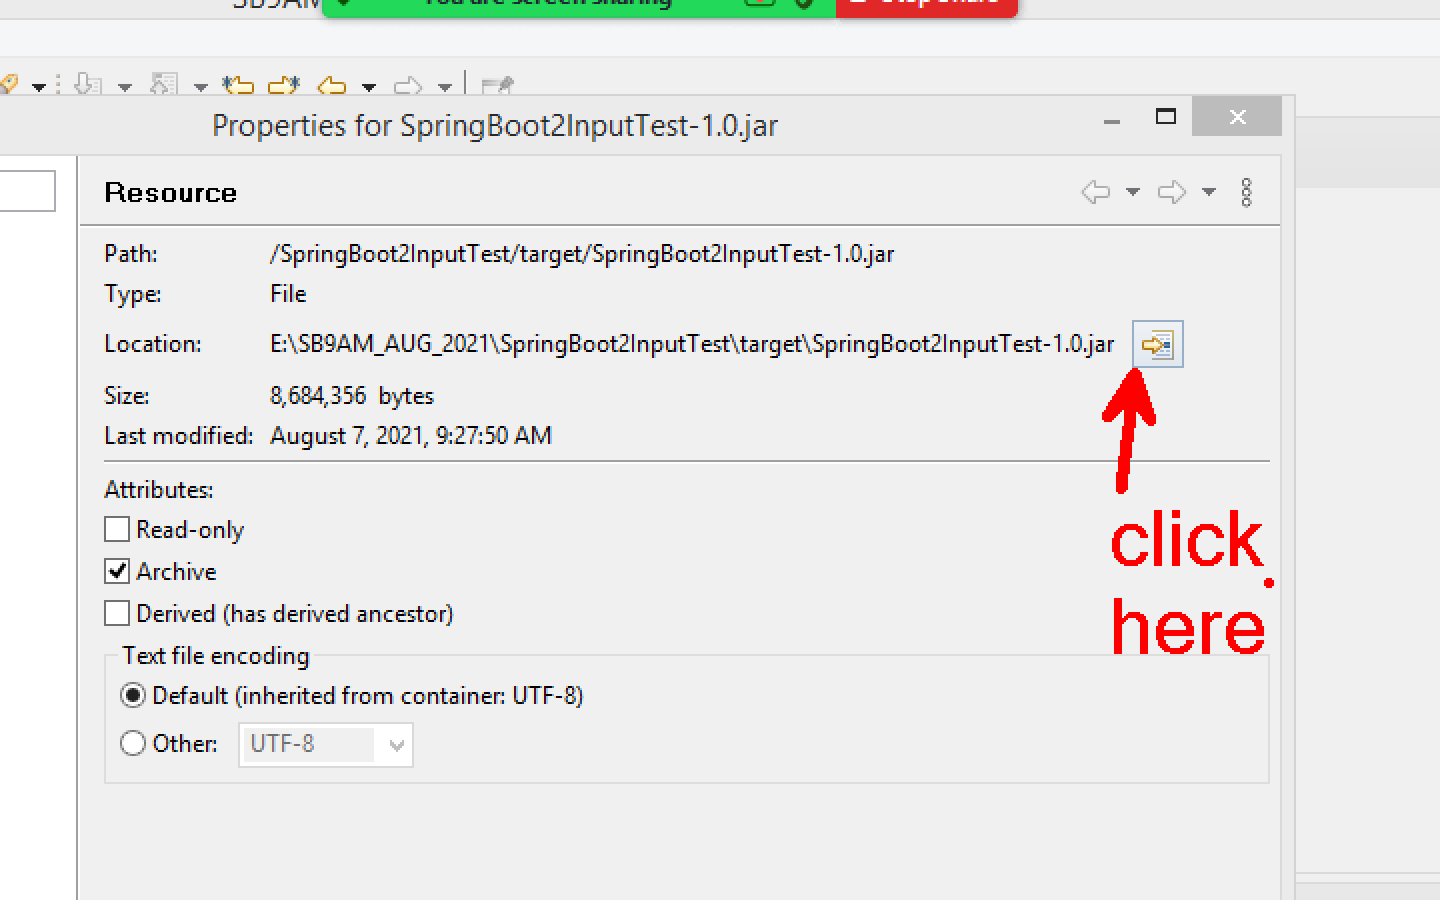 SB9AM
You are screen sharing
Stop Share
Properties for SpringBoot2InputTest-1.0.jar
Resource
Path: /SpringBoot2InputTest/target/SpringBoot2InputTest-1.0.jar
Type: File
Location: E:\SB9AM_AUG_2021\SpringBoot2InputTest\target\SpringBoot2InputTest-1.0.jar
Size: 8,684,356 bytes
Last modified: August 7, 2021, 9:27:50 AM
Attributes:
Read-only
Archive
Derived (has derived ancestor)
Text file encoding
Default (inherited from container: UTF-8)
Other: UTF-8
click
here